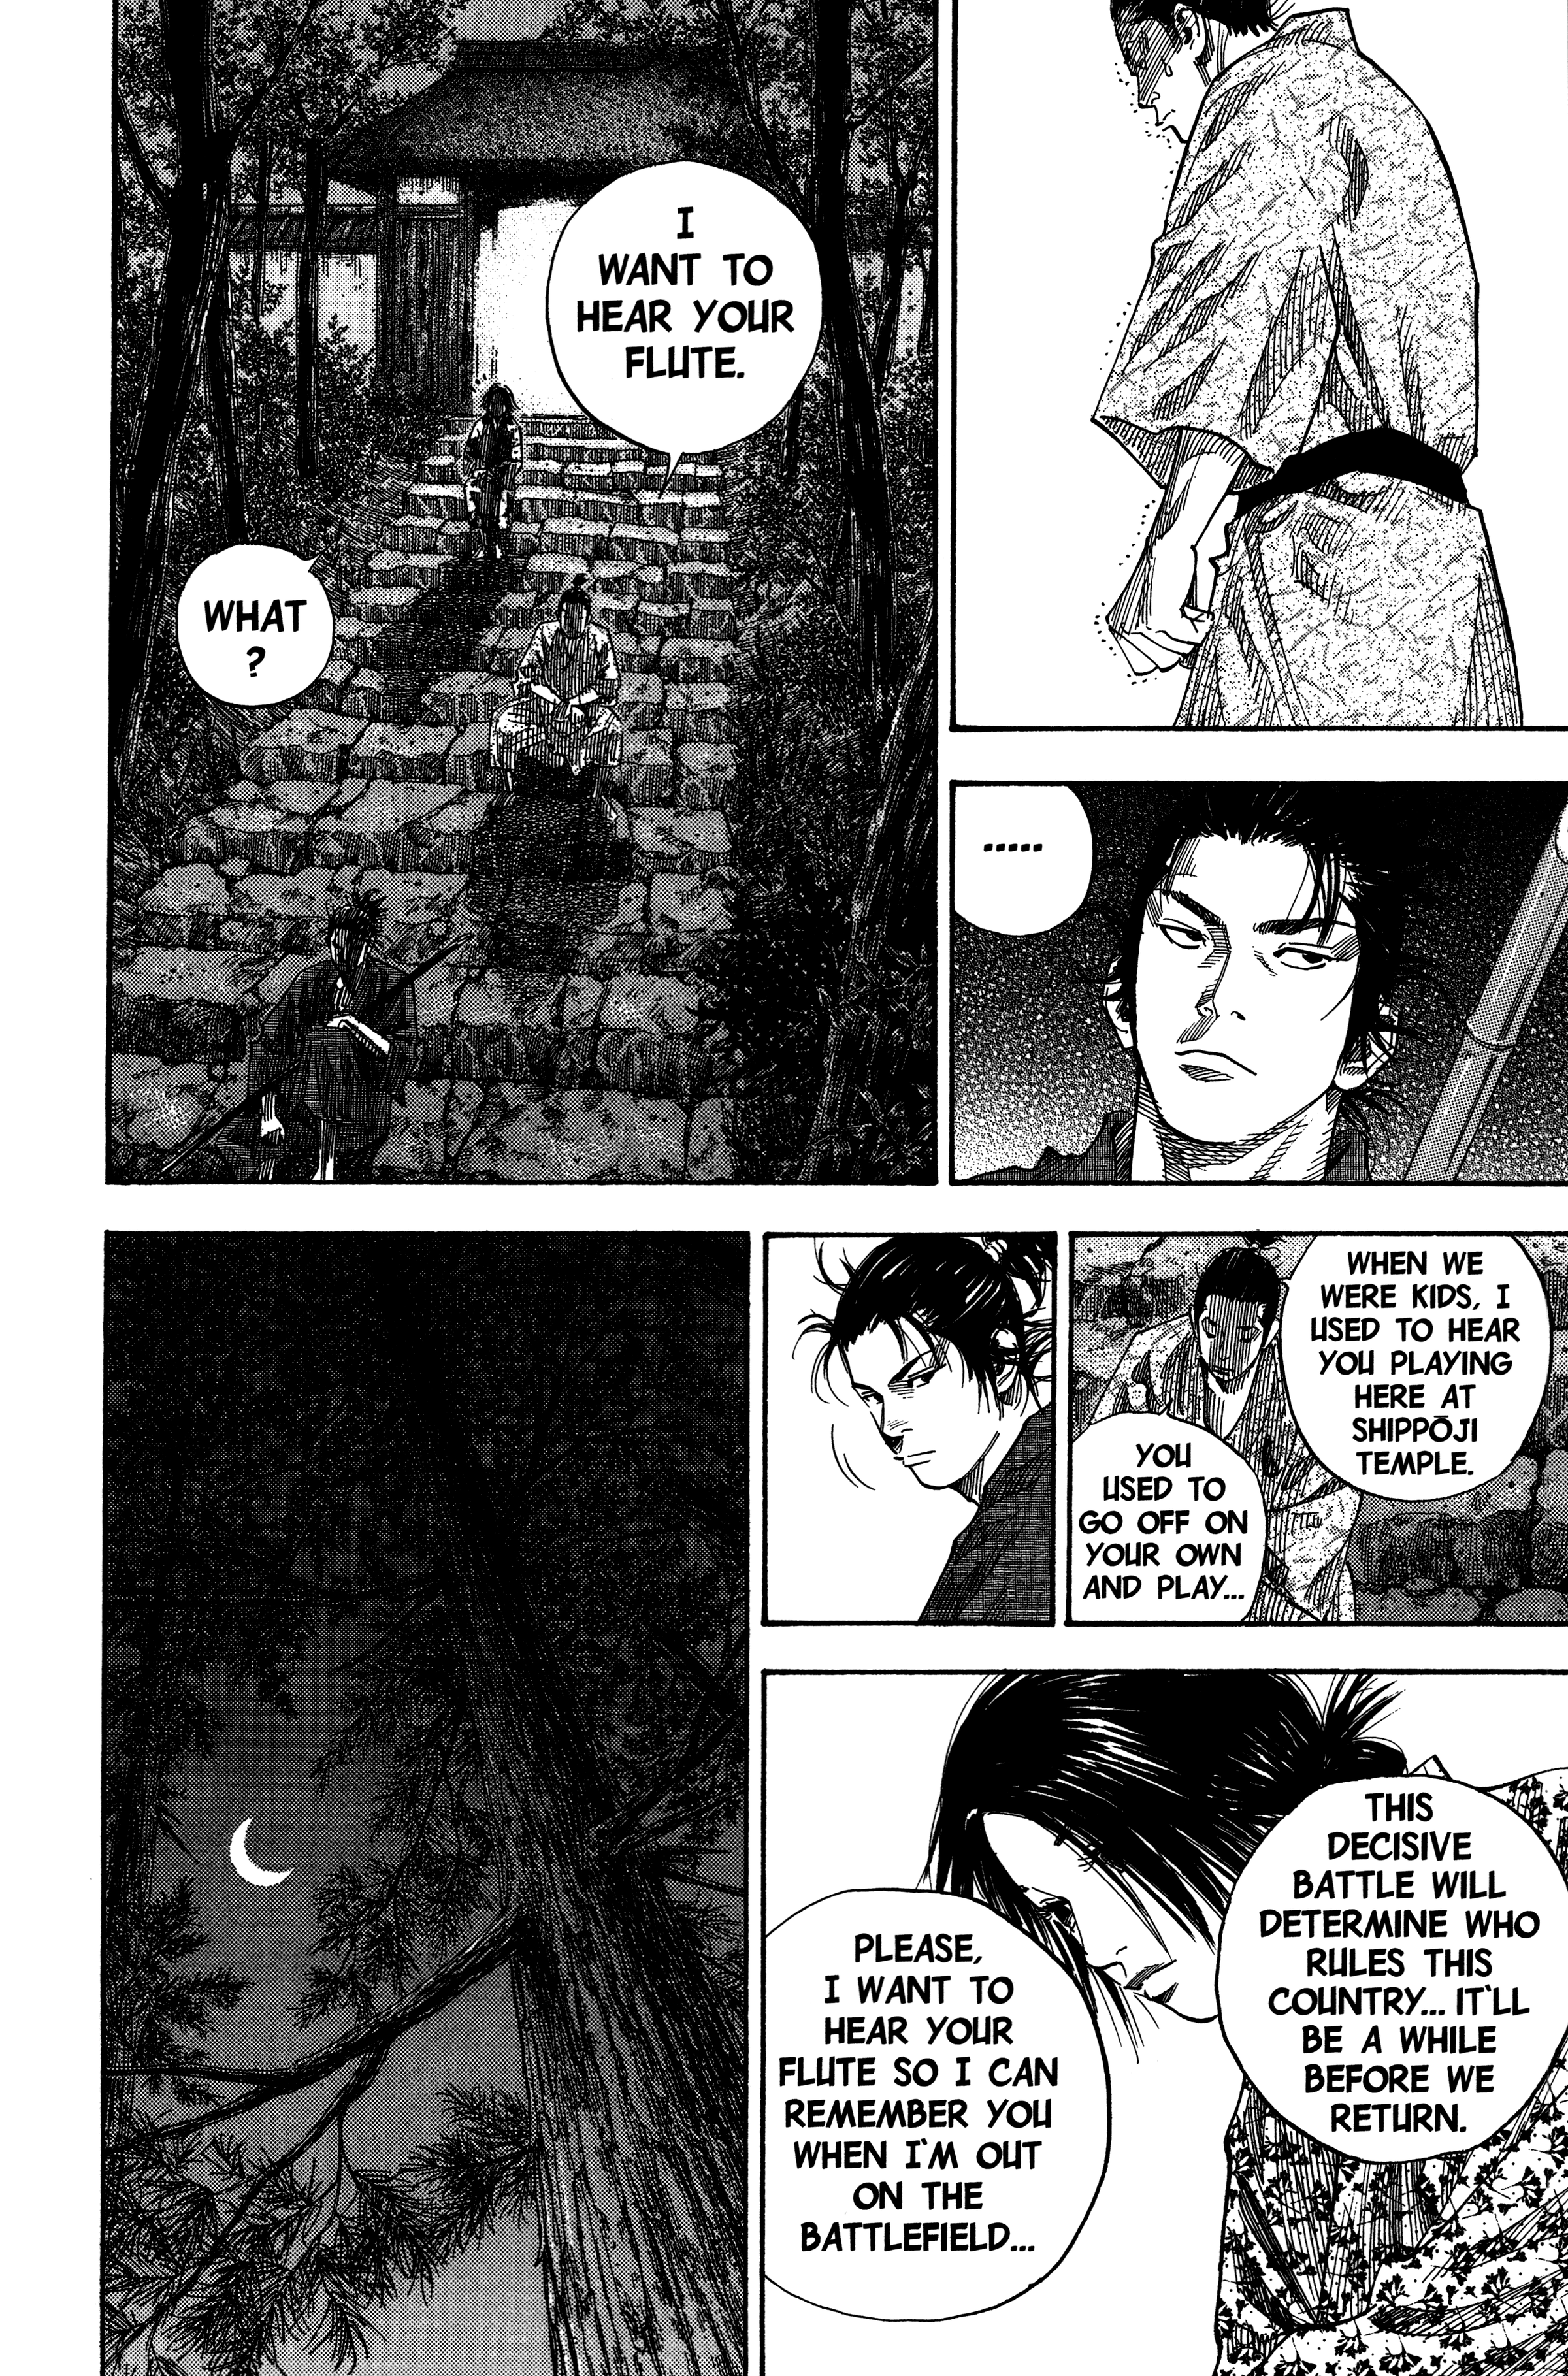 .....
I
WANT TO
HEAR YOUR
FLUTE.
WHAT
?
WHEN WE
WERE KIDS, I
USED TO HEAR
YOU PLAYING
HERE AT
SHIPPŌJI
TEMPLE.
YOU
USED TO
GO OFF ON
YOUR OWN
AND PLAY...
THIS
DECISIVE
BATTLE WILL
DETERMINE WHO
RULES THIS
COUNTRY... IT'LL
BE A WHILE
BEFORE WE
RETURN.
PLEASE,
I WANT TO
HEAR YOUR
FLUTE SO I CAN
REMEMBER YOU
WHEN I'M OUT
ON THE
BATTLEFIELD...